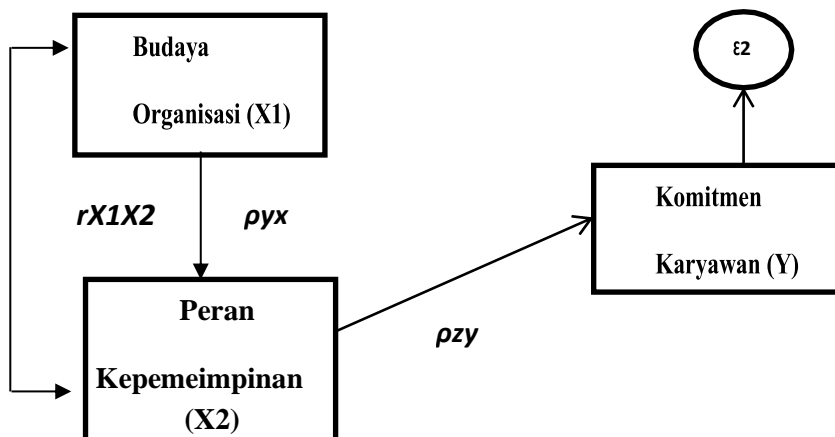 Budaya
Organisasi (X1)
ε2
rX1X2
ρyx
Komitmen
Karyawan (Y)
Peran
Kepemeimpinan
(X2)
ρzy